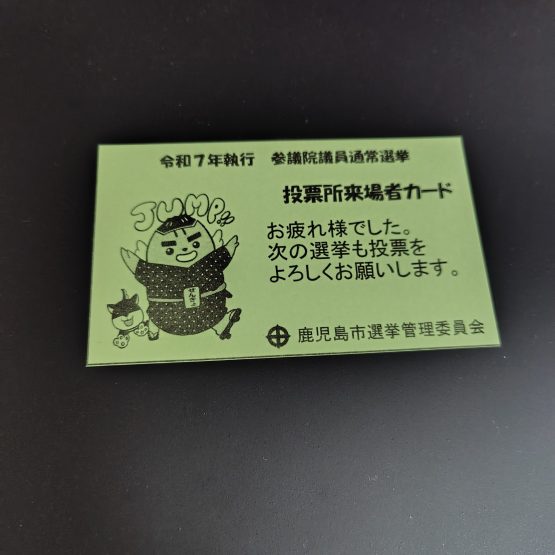 令和7年執行 参議院議員通常選挙
投票所来場者カード
JUMP!!
お疲れ様でした。
次の選挙も投票を
よろしくお願いします。
鹿児島市選挙管理委員会